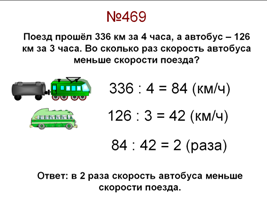 №469
Поезд прошёл 336 км за 4 часа, а автобус – 126
км за 3 часа. Во сколько раз скорость автобуса
меньше скорости поезда?
336 : 4 = 84 (км/ч)
126 : 3 = 42 (км/ч)
84 : 42 = 2 (раза)
Ответ: в 2 раза скорость автобуса меньше
скорости поезда.